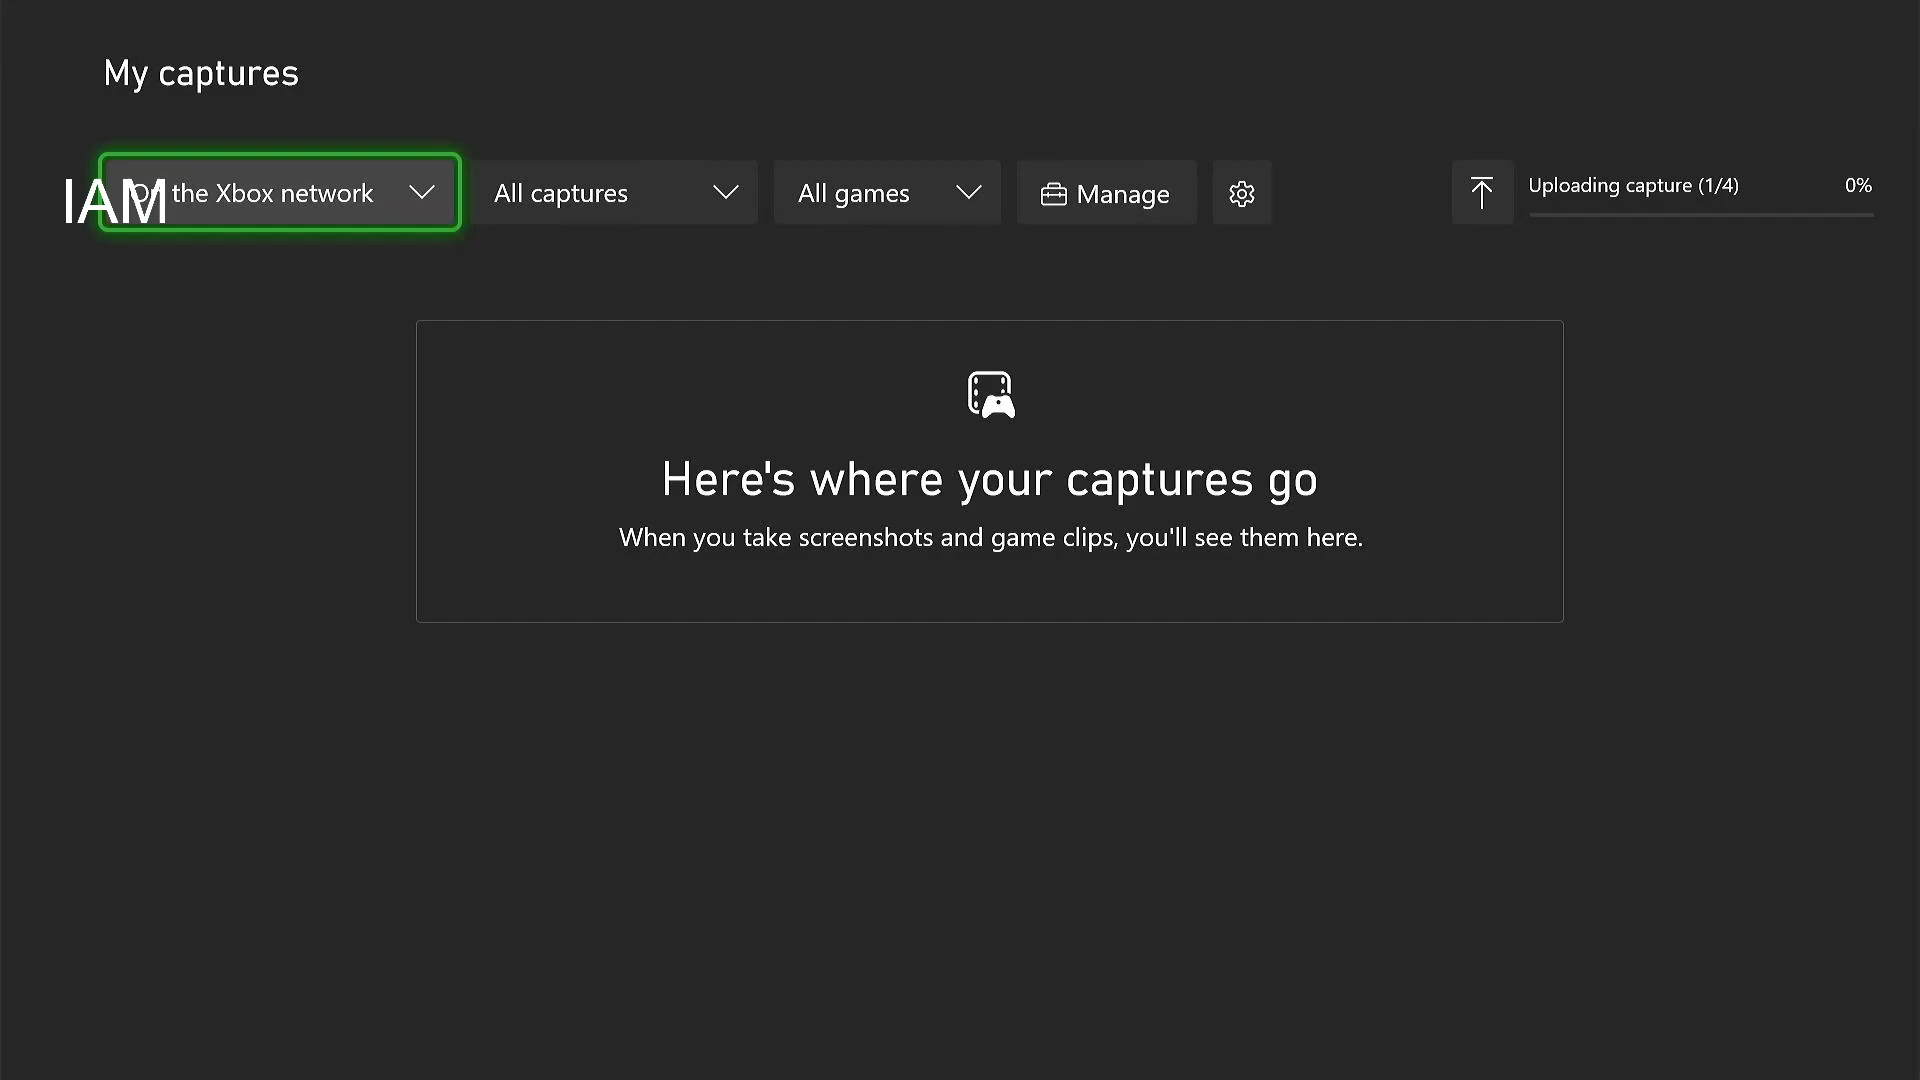 My captures
IAM
On the Xbox network
All captures
All games
Manage
Uploading capture (1/4)
0%
Here's where your captures go
When you take screenshots and game clips, you'll see them here.